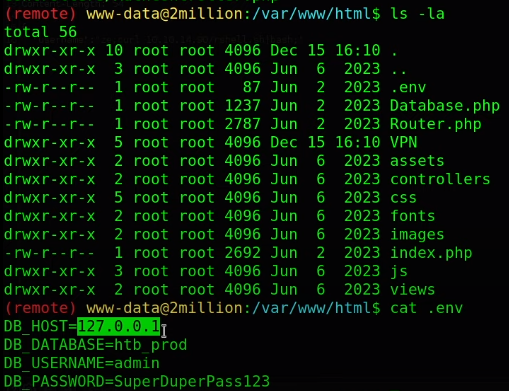 (remote) www-data@2million:/var/www/html$ ls -la
total 56
drwxr-xr-x 10 root root 4096 Dec 15 16:10 .
drwxr-xr-x  3 root root 4096 Jun  6  2023 ..
-rw-r--r--  1 root root   87 Jun  2  2023 .env
-rw-r--r--  1 root root 1237 Jun  2  2023 Database.php
-rw-r--r--  1 root root 2787 Jun  2  2023 Router.php
drwxr-xr-x  5 root root 4096 Dec 15 16:10 VPN
drwxr-xr-x  2 root root 4096 Jun  6  2023 assets
drwxr-xr-x  2 root root 4096 Jun  6  2023 controllers
drwxr-xr-x  5 root root 4096 Jun  6  2023 css
drwxr-xr-x  2 root root 4096 Jun  6  2023 fonts
drwxr-xr-x  2 root root 4096 Jun  6  2023 images
-rw-r--r--  1 root root 2692 Jun  2  2023 index.php
drwxr-xr-x  3 root root 4096 Jun  6  2023 js
drwxr-xr-x  2 root root 4096 Jun  6  2023 views
(remote) www-data@2million:/var/www/html$ cat .env
DB_HOST=127.0.0.1
DB_DATABASE=htb_prod
DB_USERNAME=admin
DB_PASSWORD=SuperDuperPass123